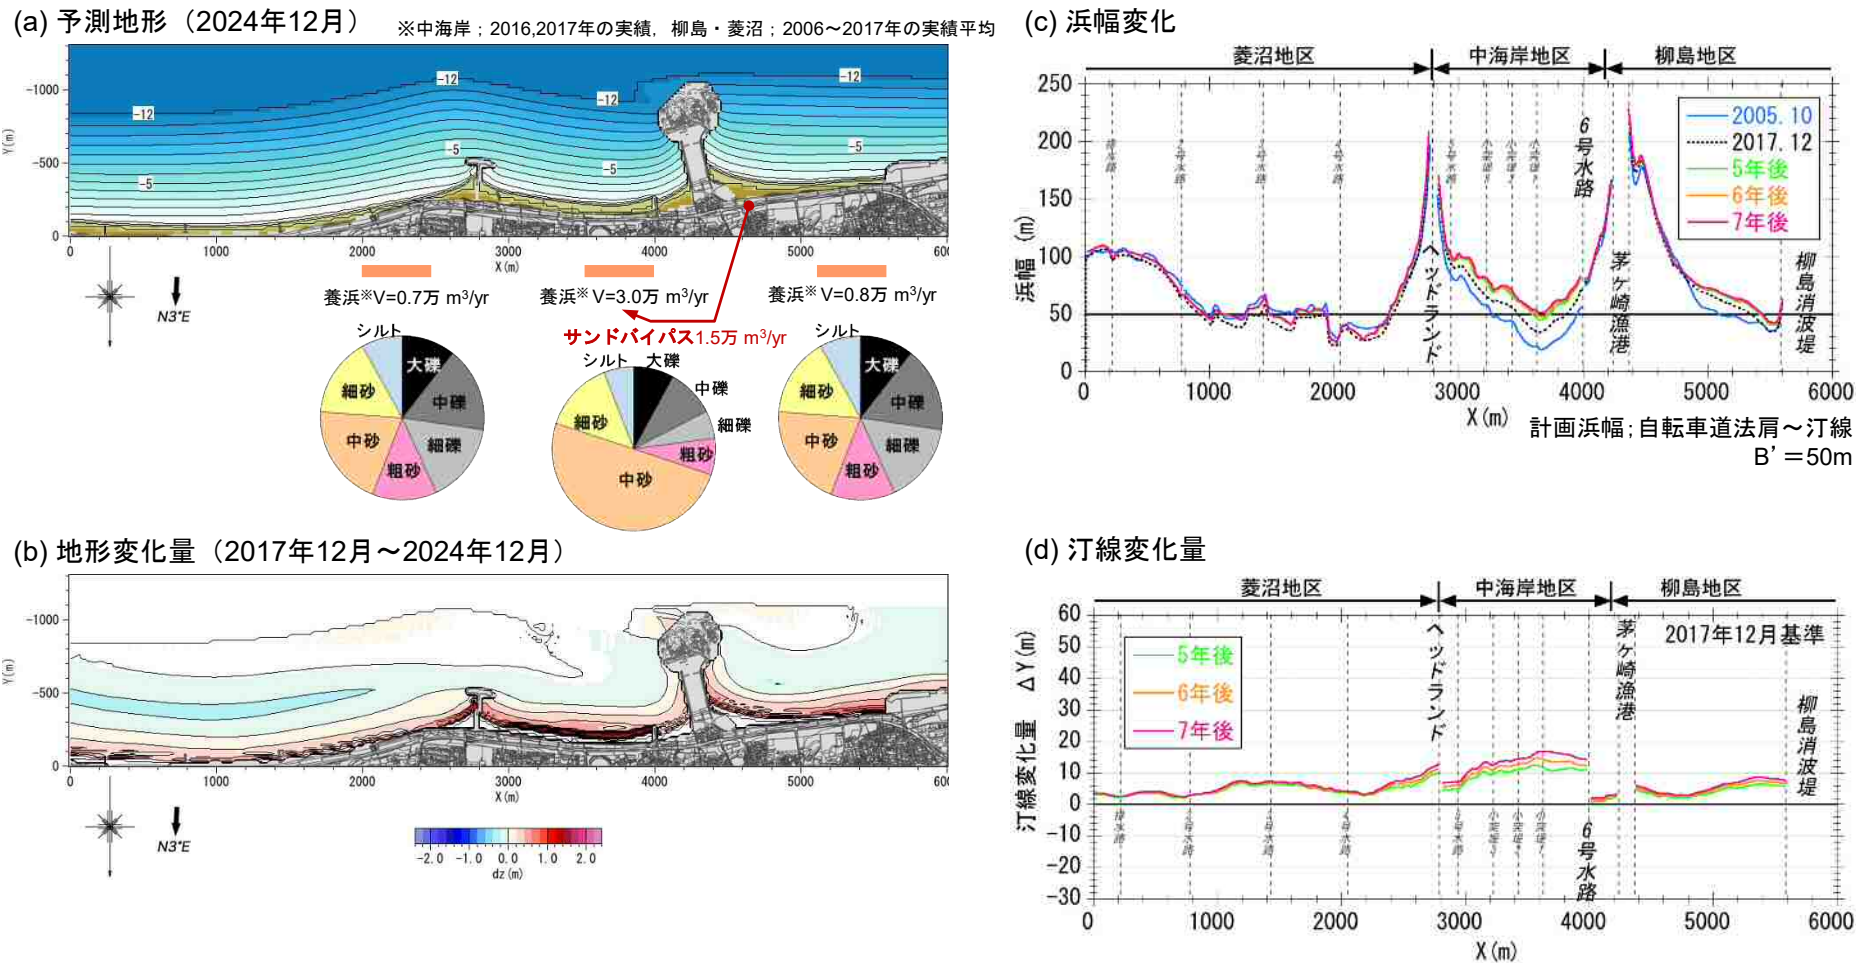 (a) 予測地形（2024年12月）
※中海岸；2016,2017年の実績，柳島・菱沼；2006～2017年の実績平均
-12
-12
-12
-12
-5
-5
-5
-5
-1000
-500
0
Y(m)
0
1000
2000
3000
4000
5000
X(m)
N3°E
養浜※V=0.7万 m³/yr
養浜※V=3.0万 m³/yr
養浜※V=0.8万 m³/yr
サンドバイパス1.5万 m³/yr
シルト
大礫
中礫
細礫
粗砂
中砂
細砂
シルト
大礫
中礫
細礫
粗砂
中砂
細砂
シルト
大礫
中礫
細礫
粗砂
中砂
細砂
(b) 地形変化量（2017年12月～2024年12月）
-1000
-500
0
Y(m)
0
1000
2000
3000
4000
5000
X(m)
N3°E
-2.0 -1.0 0.0 1.0 2.0
dz(m)
(c) 浜幅変化
菱沼地区
中海岸地区
柳島地区
250
200
150
100
50
0
浜幅 (m)
2005.10
2017.12
5年後
6年後
7年後
ヘッドランド
6号水路
茅ヶ崎漁港
柳島消波堤
0 1000 2000 3000 4000 5000 6000
X(m)
計画浜幅；自転車道法肩～汀線
B’＝50m
(d) 汀線変化量
菱沼地区
中海岸地区
柳島地区
60
50
40
30
20
10
0
-10
-20
-30
汀線変化量 ΔY(m)
2017年12月基準
5年後
6年後
7年後
ヘッドランド
6号水路
茅ヶ崎漁港
柳島消波堤
0 1000 2000 3000 4000 5000 6000
X(m)